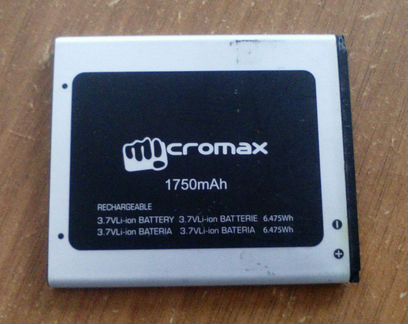 micromax
1750mAh
RECHARGEABLE
3.7VLi-ion BATTERY 3.7VLi-ion BATTERIE 6.475Wh
3.7VLi-ion BATERIA 3.7VLi-ion BATERIA 6.475Wh